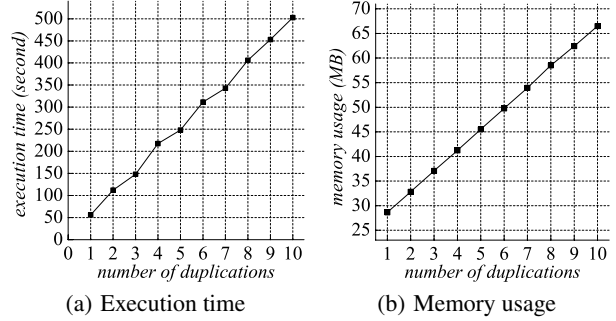 execution time (second)
500
450
400
350
300
250
200
150
100
50
0
0 1 2 3 4 5 6 7 8 9 10
number of duplications
(a) Execution time
memory usage (MB)
70
65
60
55
50
45
40
35
30
25
1 2 3 4 5 6 7 8 9 10
number of duplications
(b) Memory usage